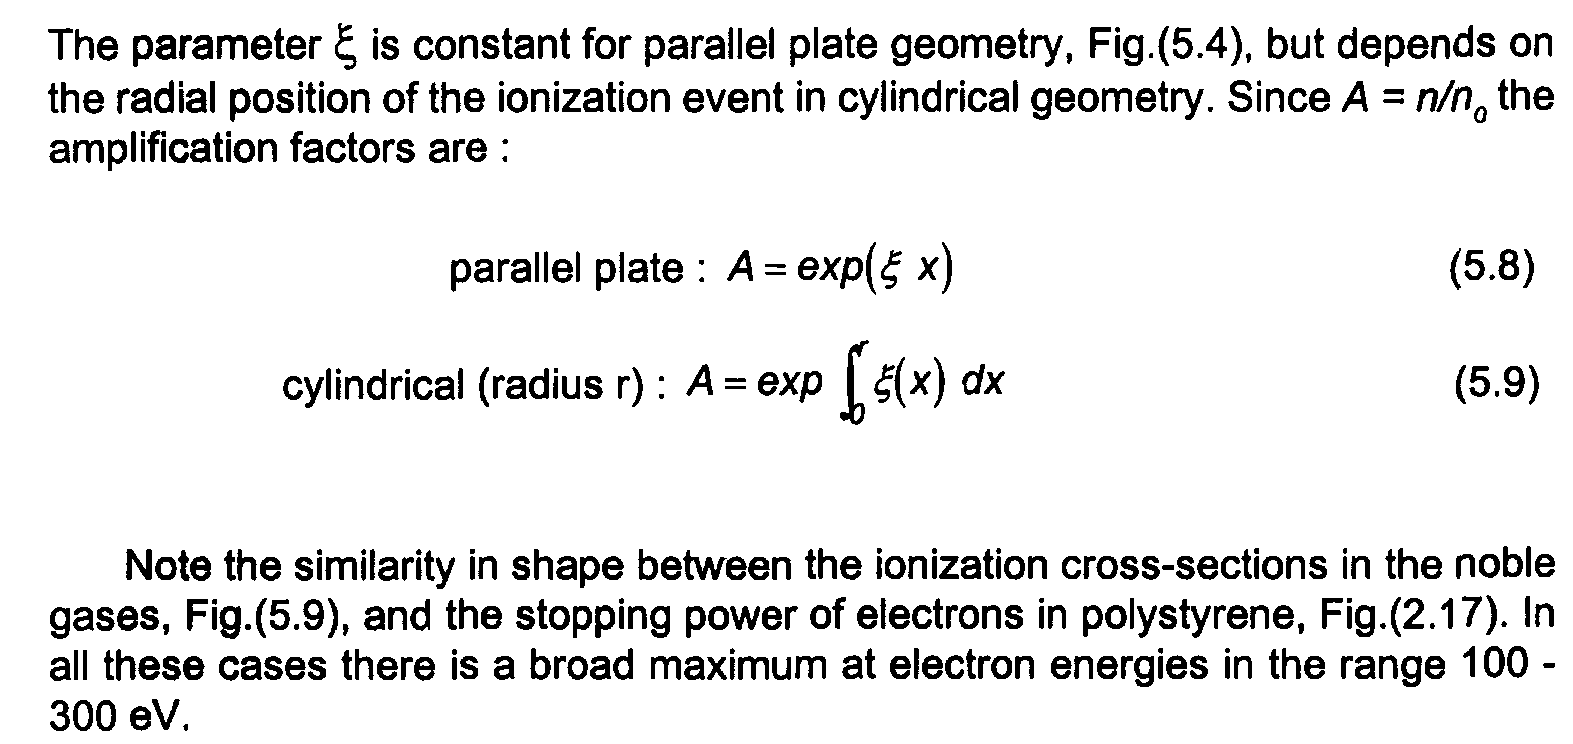 The parameter ξ is constant for parallel plate geometry, Fig.(5.4), but depends on
the radial position of the ionization event in cylindrical geometry. Since A = n/nₒ the
amplification factors are :
parallel plate : A = exp(ξ x) (5.8)
cylindrical (radius r) : A = exp ∫₀ʳ ξ(x) dx (5.9)
Note the similarity in shape between the ionization cross-sections in the noble
gases, Fig.(5.9), and the stopping power of electrons in polystyrene, Fig.(2.17). In
all these cases there is a broad maximum at electron energies in the range 100 -
300 eV.